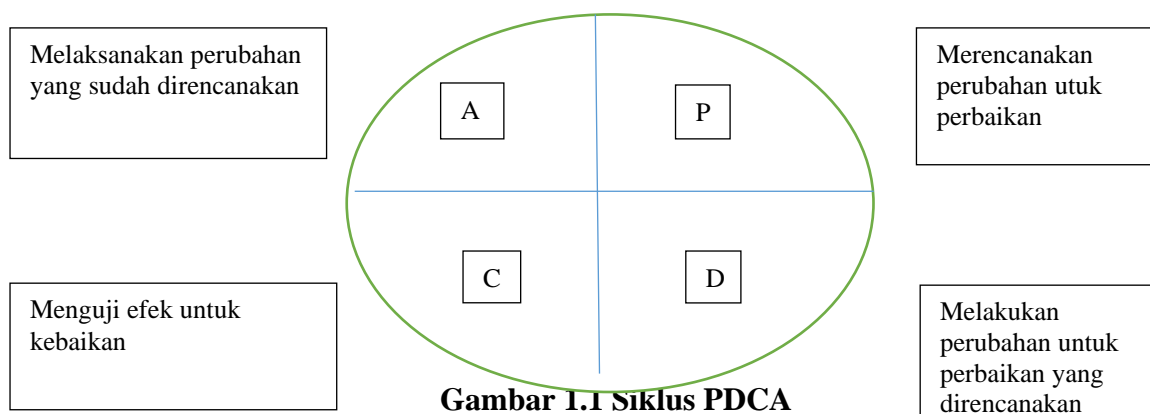 Melaksanakan perubahan
yang sudah direncanakan
A
P
Merencanakan
perubahan utuk
perbaikan
Menguji efek untuk
kebaikan
C
D
Melakukan
perubahan untuk
perbaikan yang
direncanakan
Gambar 1.1 Siklus PDCA